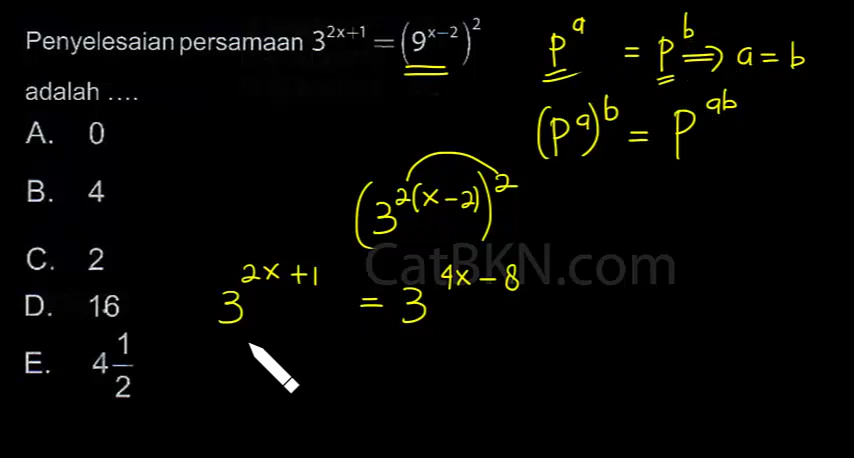 Penyelesaian persamaan 3^{2x+1} = (9^{x−2})^2
adalah ....
A. 0
B. 4
C. 2
D. 16
E. 4 1/2
p^a = p^b ⇒ a = b
(p^a)^b = p^{ab}
(3^{2(x−2)})^2
3^{2x+1} = 3^{4x−8}
CatBKN.com